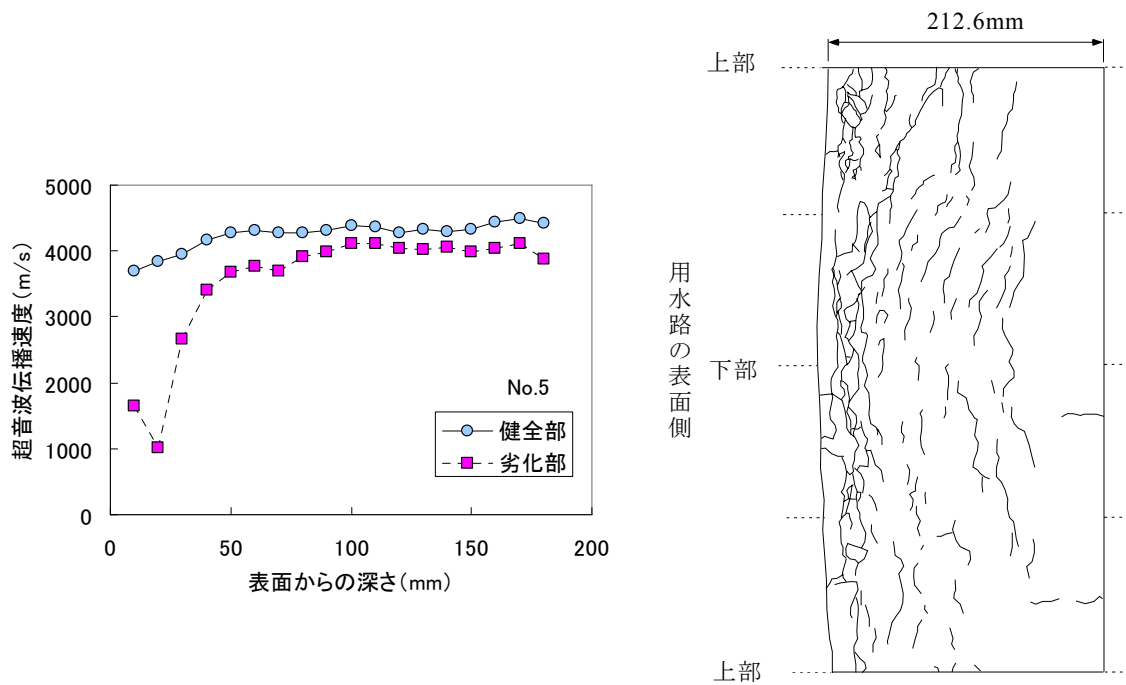 5000
4000
3000
2000
1000
0
0
50
100
150
200
超音波伝播速度(m/s)
表面からの深さ(mm)
No.5
健全部
劣化部
212.6mm
上部
用水路の表面側
下部
上部